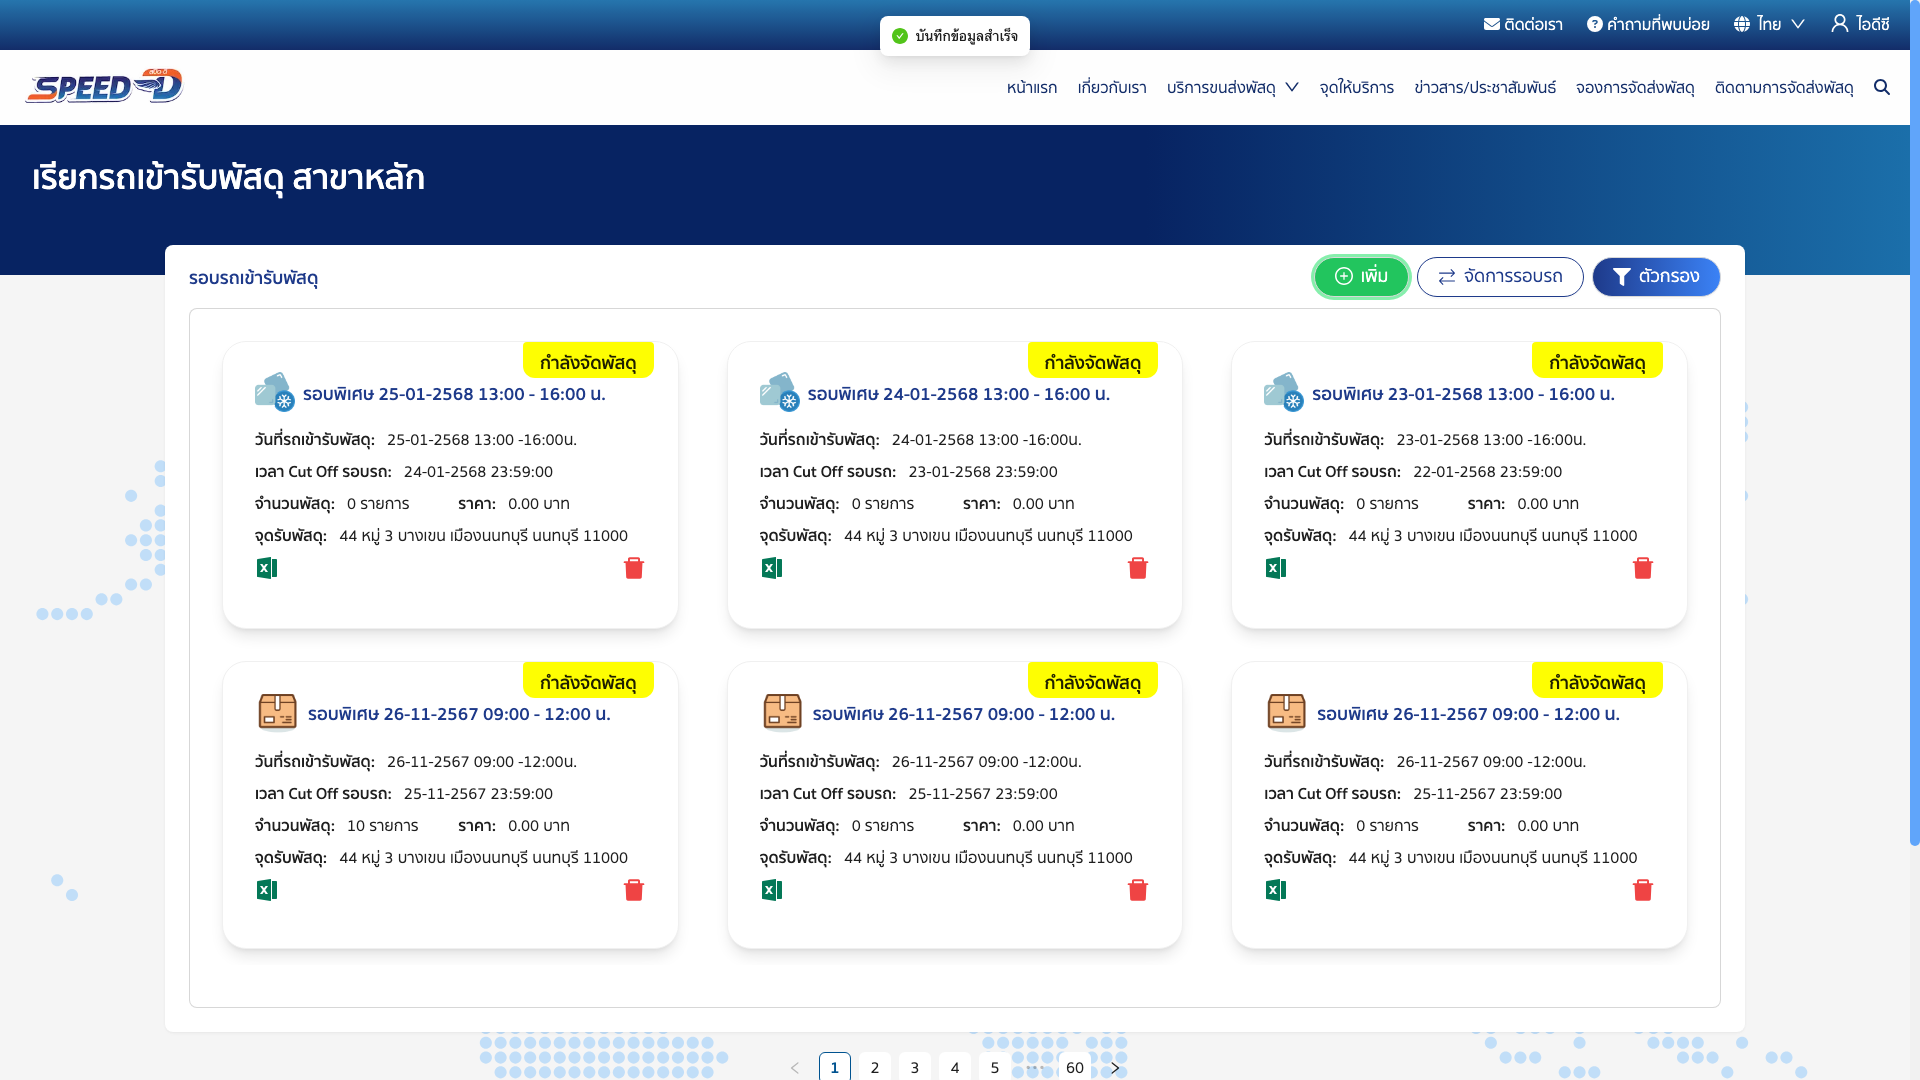 ติดต่อเรา คำถามที่พบบ่อย ไทย ไอดีซี
บันทึกข้อมูลสำเร็จ
SPEED-D
หน้าแรก เกี่ยวกับเรา บริการขนส่งพัสดุ จุดให้บริการ ข่าวสาร/ประชาสัมพันธ์ จองการจัดส่งพัสดุ ติดตามการจัดส่งพัสดุ
เรียกรถเข้ารับพัสดุ สาขาหลัก
รอบรถเข้ารับพัสดุ
เพิ่ม จัดการรอบรถ ตัวกรอง
กำลังจัดพัสดุ
รอบพิเศษ 25-01-2568 13:00 - 16:00 น.
วันที่รถเข้ารับพัสดุ: 25-01-2568 13:00 -16:00น.
เวลา Cut Off รอบรถ: 24-01-2568 23:59:00
จำนวนพัสดุ: 0 รายการ ราคา: 0.00 บาท
จุดรับพัสดุ: 44 หมู่ 3 บางเขน เมืองนนทบุรี นนทบุรี 11000
กำลังจัดพัสดุ
รอบพิเศษ 24-01-2568 13:00 - 16:00 น.
วันที่รถเข้ารับพัสดุ: 24-01-2568 13:00 -16:00น.
เวลา Cut Off รอบรถ: 23-01-2568 23:59:00
จำนวนพัสดุ: 0 รายการ ราคา: 0.00 บาท
จุดรับพัสดุ: 44 หมู่ 3 บางเขน เมืองนนทบุรี นนทบุรี 11000
กำลังจัดพัสดุ
รอบพิเศษ 23-01-2568 13:00 - 16:00 น.
วันที่รถเข้ารับพัสดุ: 23-01-2568 13:00 -16:00น.
เวลา Cut Off รอบรถ: 22-01-2568 23:59:00
จำนวนพัสดุ: 0 รายการ ราคา: 0.00 บาท
จุดรับพัสดุ: 44 หมู่ 3 บางเขน เมืองนนทบุรี นนทบุรี 11000
กำลังจัดพัสดุ
รอบพิเศษ 26-11-2567 09:00 - 12:00 น.
วันที่รถเข้ารับพัสดุ: 26-11-2567 09:00 -12:00น.
เวลา Cut Off รอบรถ: 25-11-2567 23:59:00
จำนวนพัสดุ: 10 รายการ ราคา: 0.00 บาท
จุดรับพัสดุ: 44 หมู่ 3 บางเขน เมืองนนทบุรี นนทบุรี 11000
กำลังจัดพัสดุ
รอบพิเศษ 26-11-2567 09:00 - 12:00 น.
วันที่รถเข้ารับพัสดุ: 26-11-2567 09:00 -12:00น.
เวลา Cut Off รอบรถ: 25-11-2567 23:59:00
จำนวนพัสดุ: 0 รายการ ราคา: 0.00 บาท
จุดรับพัสดุ: 44 หมู่ 3 บางเขน เมืองนนทบุรี นนทบุรี 11000
กำลังจัดพัสดุ
รอบพิเศษ 26-11-2567 09:00 - 12:00 น.
วันที่รถเข้ารับพัสดุ: 26-11-2567 09:00 -12:00น.
เวลา Cut Off รอบรถ: 25-11-2567 23:59:00
จำนวนพัสดุ: 0 รายการ ราคา: 0.00 บาท
จุดรับพัสดุ: 44 หมู่ 3 บางเขน เมืองนนทบุรี นนทบุรี 11000
1 2 3 4 5 ••• 60